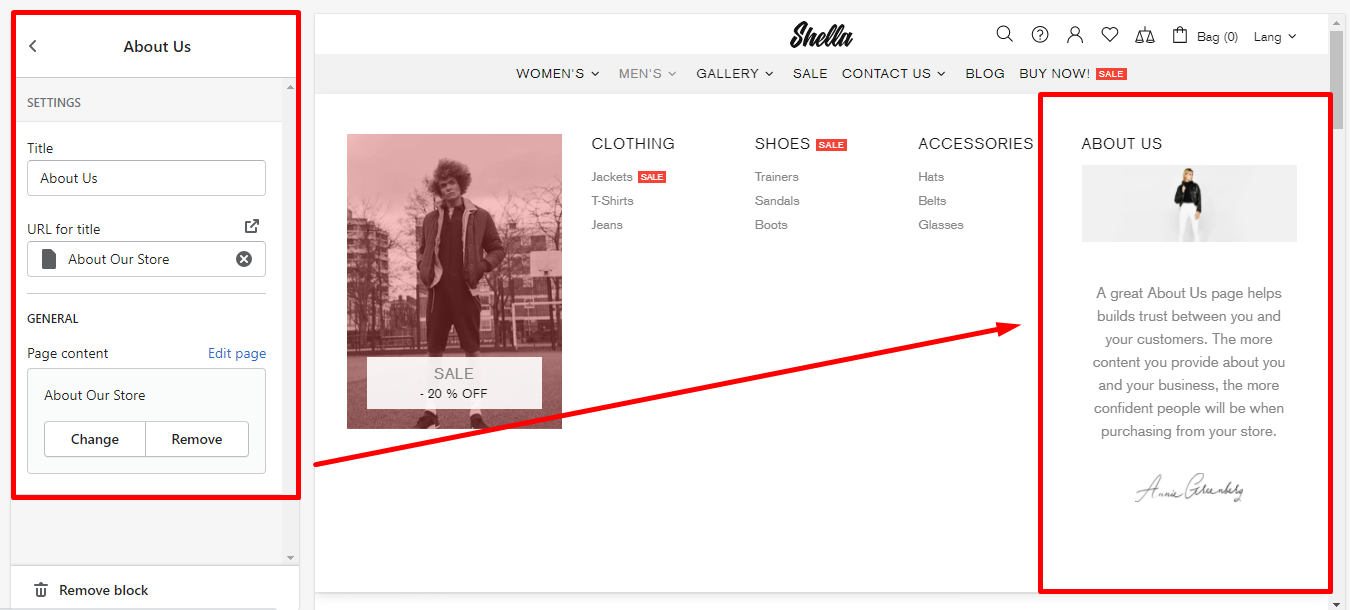 About Us
SETTINGS
Title
About Us
URL for title
About Our Store
GENERAL
Page content Edit page
About Our Store
Change Remove
Remove block
Shella
Bag (0) Lang
WOMEN'S MEN'S GALLERY SALE CONTACT US BLOG BUY NOW! SALE
SALE
- 20 % OFF
CLOTHING
Jackets SALE
T-Shirts
Jeans
SHOES SALE
Trainers
Sandals
Boots
ACCESSORIES
Hats
Belts
Glasses
ABOUT US
A great About Us page helps
builds trust between you and
your customers. The more
content you provide about you
and your business, the more
confident people will be when
purchasing from your store.
Annie Greenberg